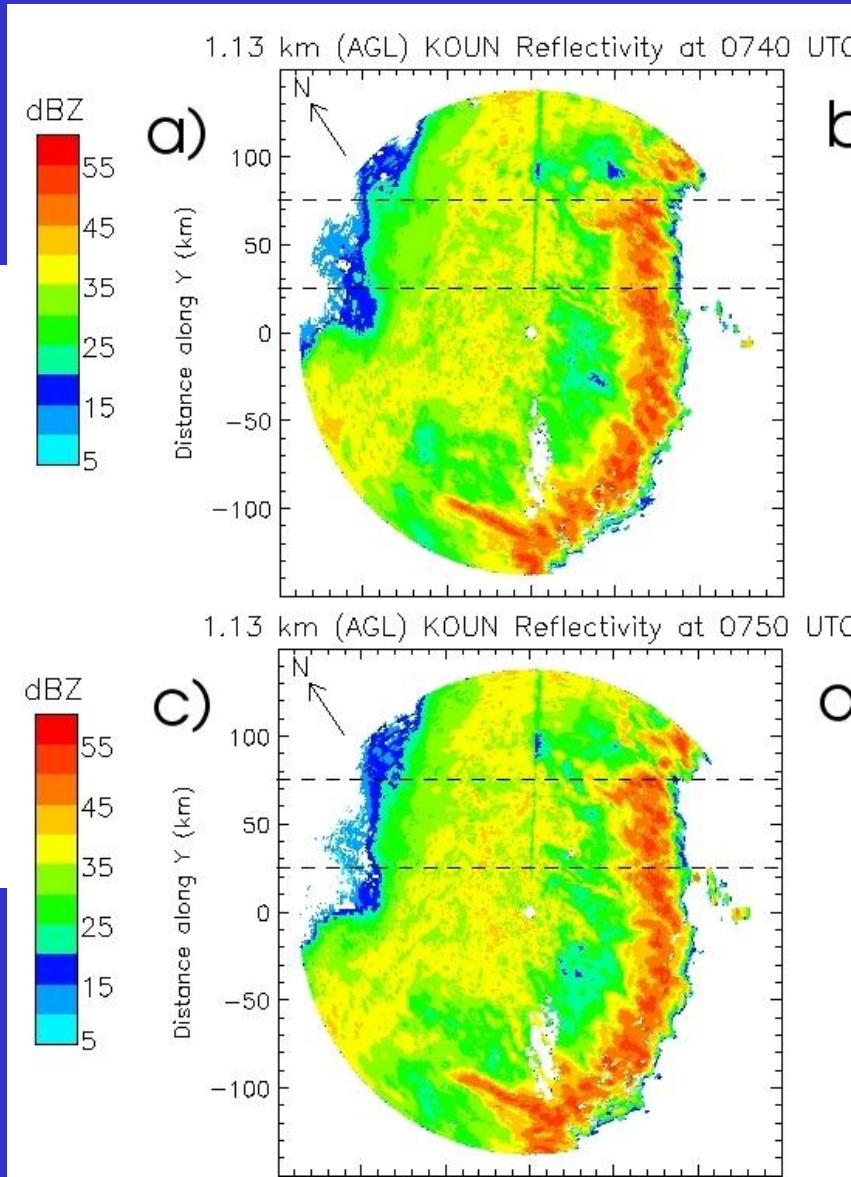 1.13 km (AGL) KOUN Reflectivity at 0740 UTC
dBZ
a)
b
N
55
45
35
25
15
5
Distance along Y (km)
100
50
0
-50
-100
1.13 km (AGL) KOUN Reflectivity at 0750 UTC
dBZ
c)
N
55
45
35
25
15
5
Distance along Y (km)
100
50
0
-50
-100